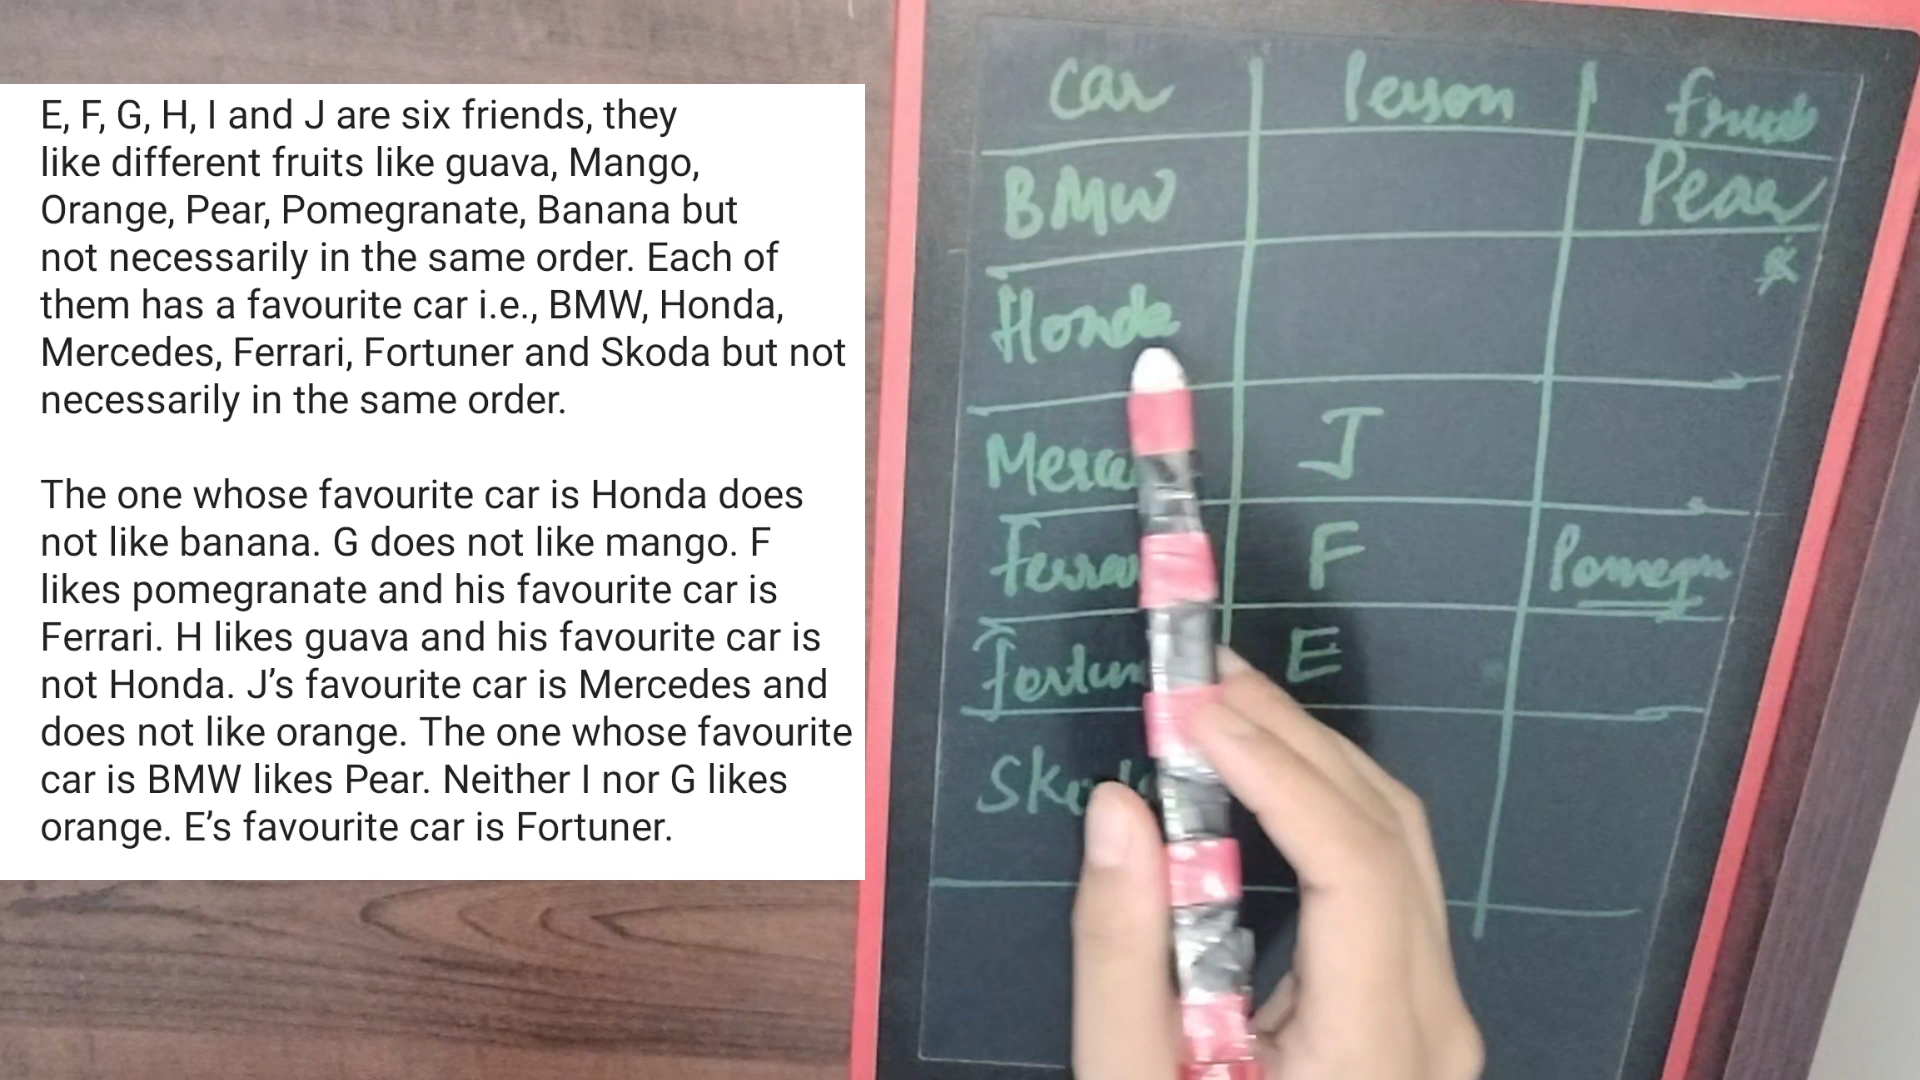 E, F, G, H, I and J are six friends, they
like different fruits like guava, Mango,
Orange, Pear, Pomegranate, Banana but
not necessarily in the same order. Each of
them has a favourite car i.e., BMW, Honda,
Mercedes, Ferrari, Fortuner and Skoda but not
necessarily in the same order.
The one whose favourite car is Honda does
not like banana. G does not like mango. F
likes pomegranate and his favourite car is
Ferrari. H likes guava and his favourite car is
not Honda. J’s favourite car is Mercedes and
does not like orange. The one whose favourite
car is BMW likes Pear. Neither I nor G likes
orange. E’s favourite car is Fortuner.
Car Person
BMW Pear
Honda
J
F Pomegn
E